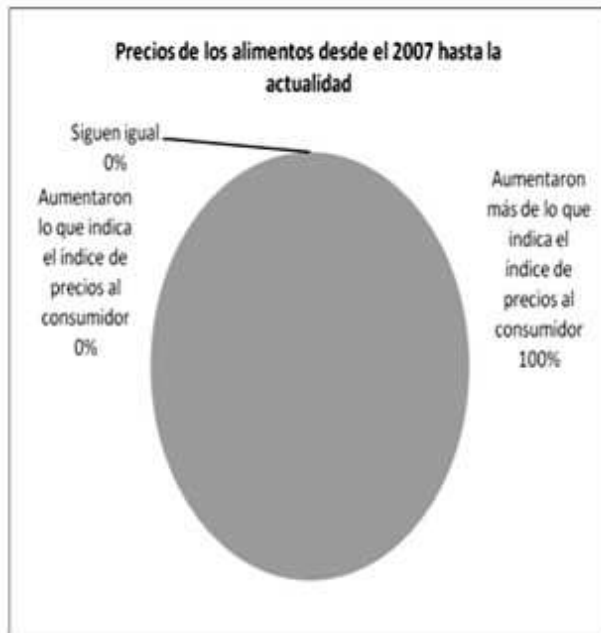 Precios de los alimentos desde el 2007 hasta la
actualidad
Siguen igual
0%
Aumentaron
lo que indica
el índice de
precios al
consumidor
0%
Aumentaron
más de lo que
indica el
índice de
precios al
consumidor
100%